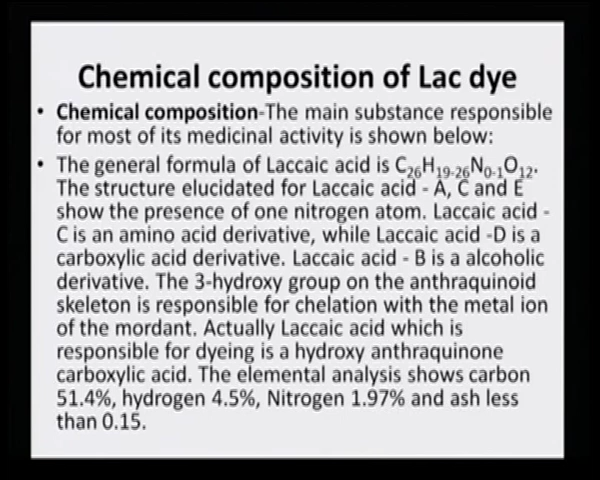 Chemical composition of Lac dye
• Chemical composition-The main substance responsible
for most of its medicinal activity is shown below:
• The general formula of Laccaic acid is C₂₆H₁₉₋₂₆N₀₋₁O₁₂.
The structure elucidated for Laccaic acid - A, C and E
show the presence of one nitrogen atom. Laccaic acid -
C is an amino acid derivative, while Laccaic acid -D is a
carboxylic acid derivative. Laccaic acid - B is a alcoholic
derivative. The 3-hydroxy group on the anthraquinoid
skeleton is responsible for chelation with the metal ion
of the mordant. Actually Laccaic acid which is
responsible for dyeing is a hydroxy anthraquinone
carboxylic acid. The elemental analysis shows carbon
51.4%, hydrogen 4.5%, Nitrogen 1.97% and ash less
than 0.15.